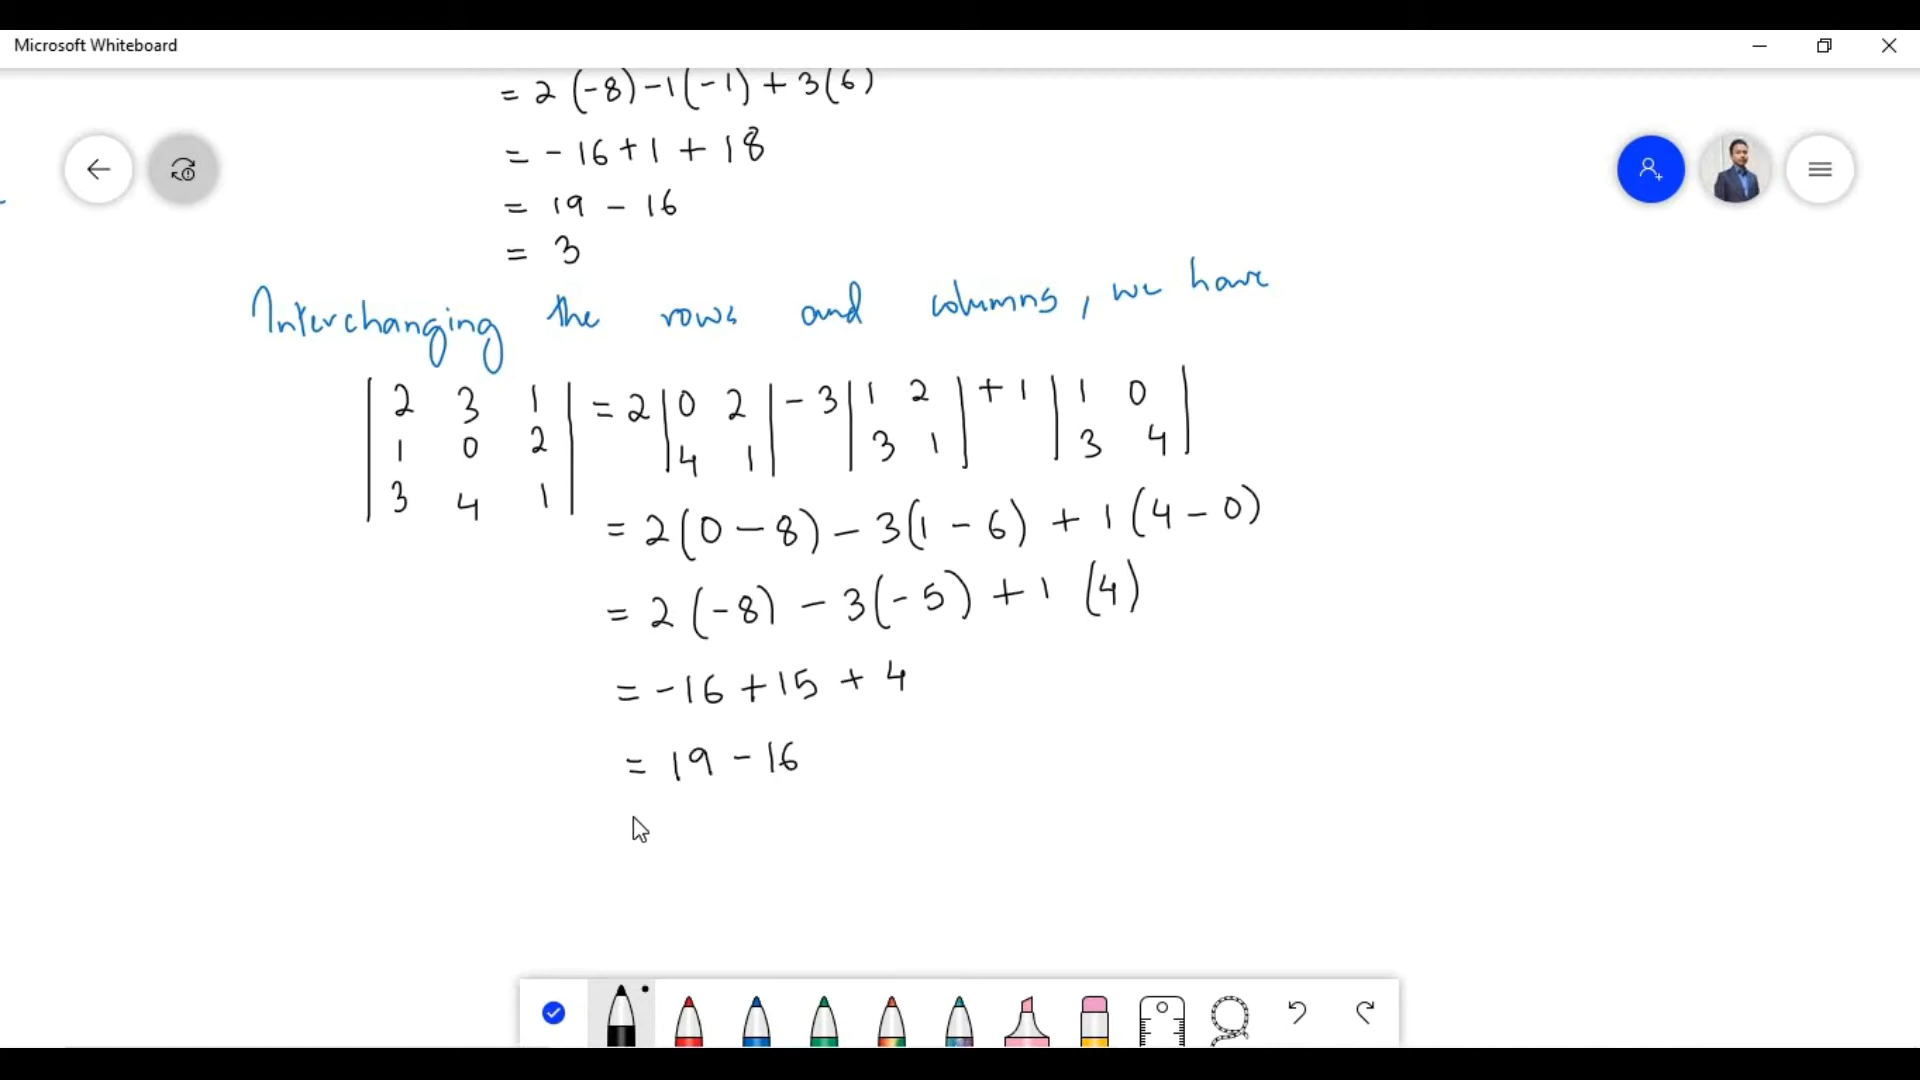 Microsoft Whiteboard
= 2 (-8) -1 (-1) + 3(6)
= - 16 + 1 + 18
= 19 - 16
= 3
Interchanging the rows and columns, we have
| 2 3 1 | = 2 | 0 2 | - 3 | 1 2 | + 1 | 1 0 |
| 1 0 2 | | 4 1 | | 3 1 | | 3 4 |
| 3 4 1 |
= 2 (0 - 8) - 3 (1 - 6) + 1 (4 - 0)
= 2 (-8) - 3 (-5) + 1 (4)
= -16 + 15 + 4
= 19 - 16